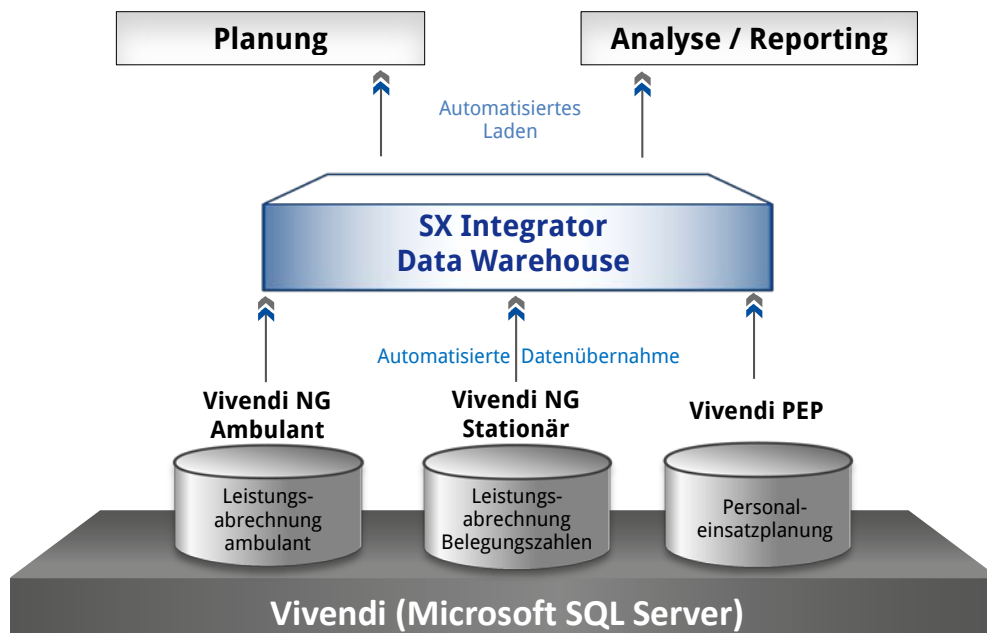 Planung
Analyse / Reporting
Automatisiertes
Laden
SX Integrator
Data Warehouse
Automatisierte Datenübernahme
Vivendi NG
Ambulant
Vivendi NG
Stationär
Vivendi PEP
Leistungs-
abrechnung
ambulant
Leistungs-
abrechnung
Belegungszahlen
Personal-
einsatzplanung
Vivendi (Microsoft SQL Server)